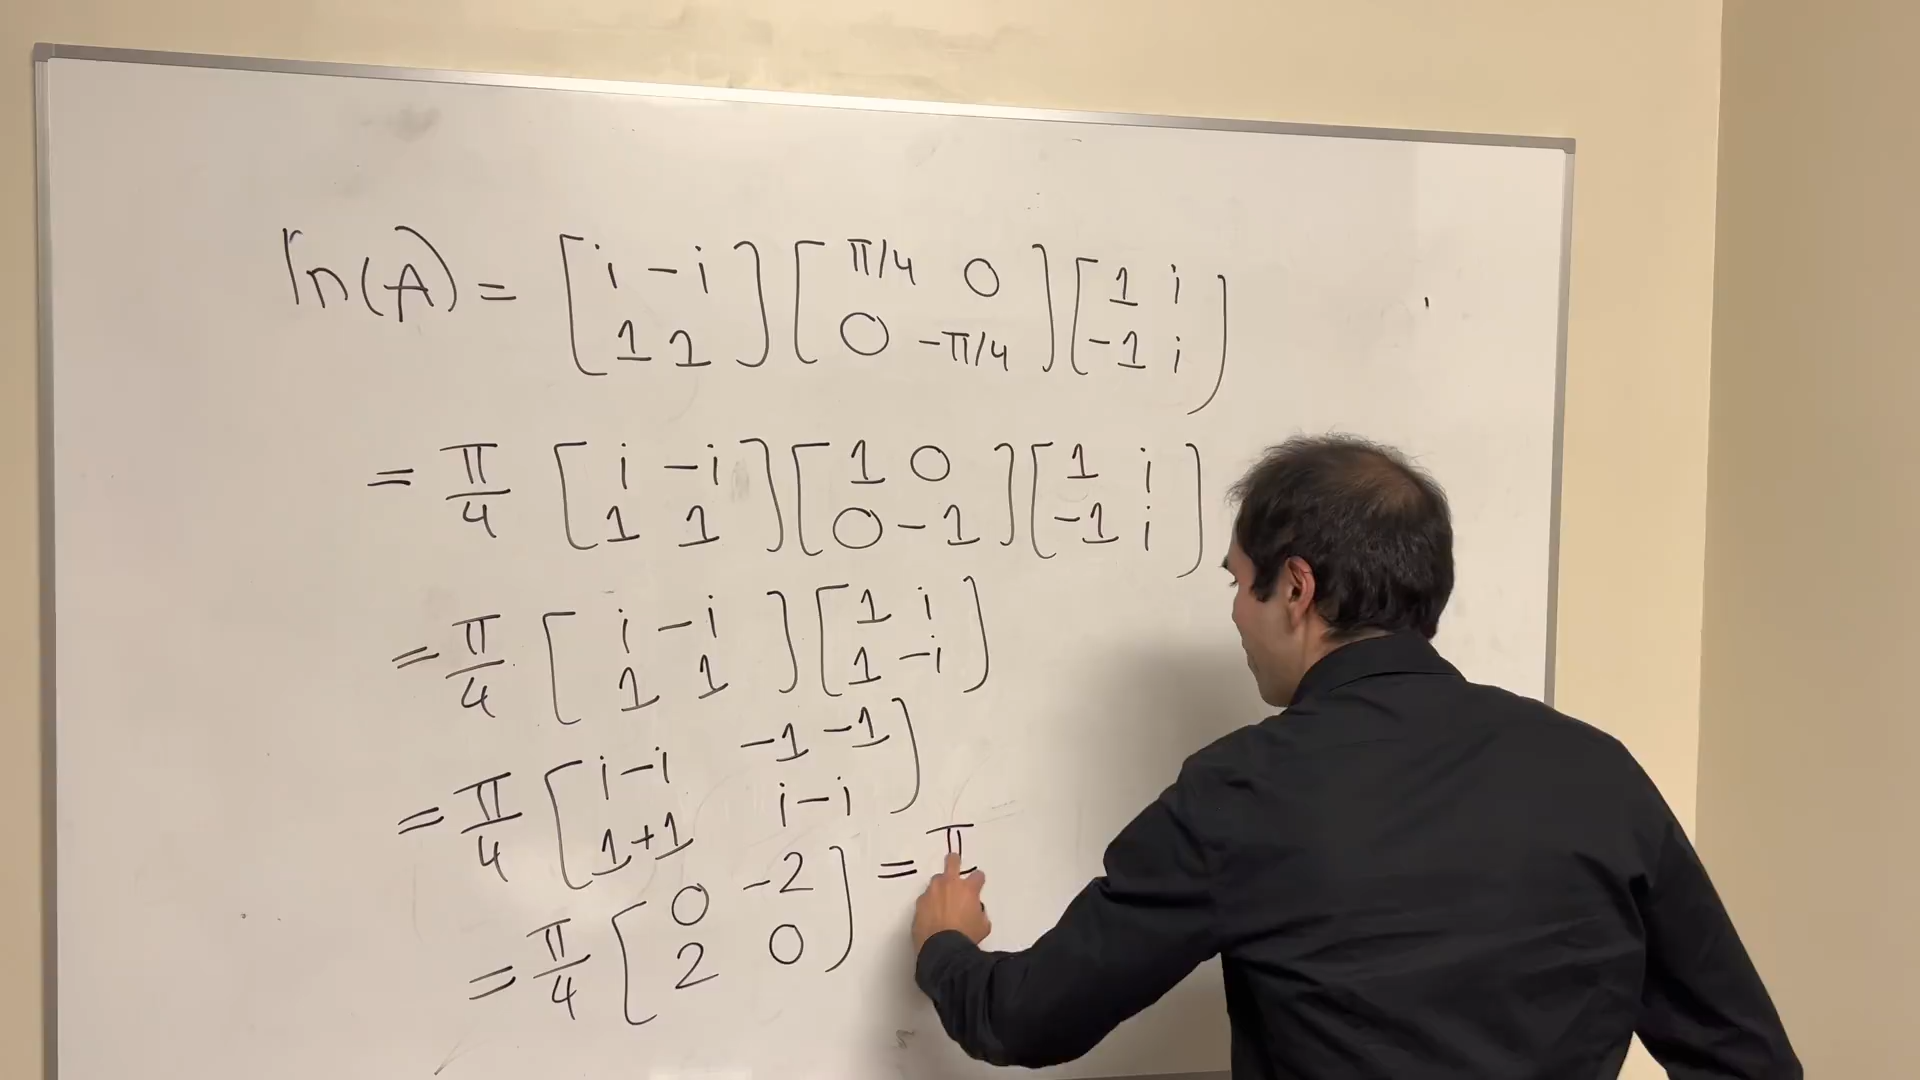 ln(A) = [i -i; 1 1] [π/4 0; 0 -π/4] [1 i; -1 i]
= π/4 [i -i; 1 1] [1 0; 0 -1] [1 i; -1 i]
= π/4 [i -i; 1 1] [1 i; 1 -i]
= π/4 [i-i -1-1; 1+1 i-i]
= π/4 [0 -2; 2 0] = π